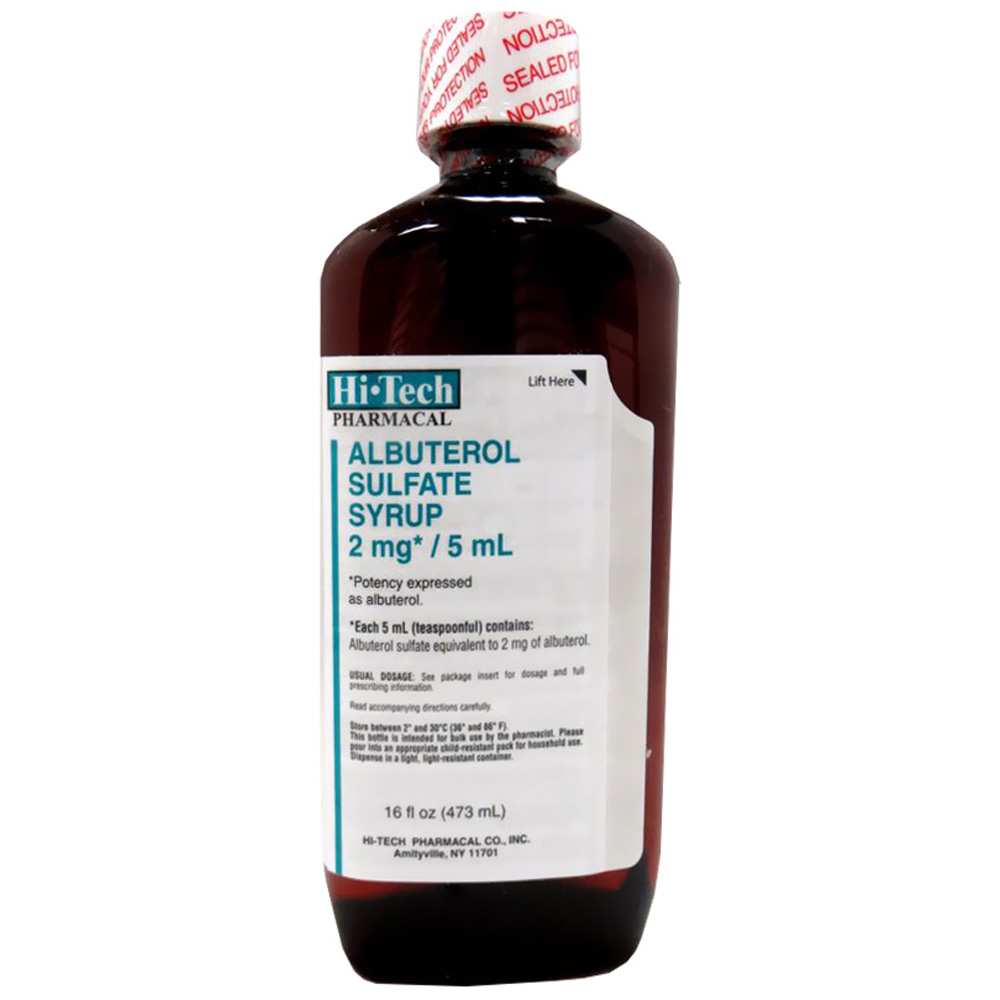 NOITCETO
SEALED FO
PROTECTION
SEALED
Hi•Tech
PHARMACAL
Lift Here
ALBUTEROL
SULFATE
SYRUP
2 mg* / 5 mL
*Potency expressed
as albuterol.
*Each 5 mL (teaspoonful) contains:
Albuterol sulfate equivalent to 2 mg of albuterol.
USUAL DOSAGE: See package insert for dosage and full
prescribing information.
Read accompanying directions carefully.
Store between 2° and 30°C (36° and 86° F).
This bottle is intended for bulk use by the pharmacist. Please
pour into an appropriate child-resistant pack for household use.
Dispense in a tight, light-resistant container.
16 fl oz (473 mL)
HI-TECH PHARMACAL CO., INC.
Amityville, NY 11701